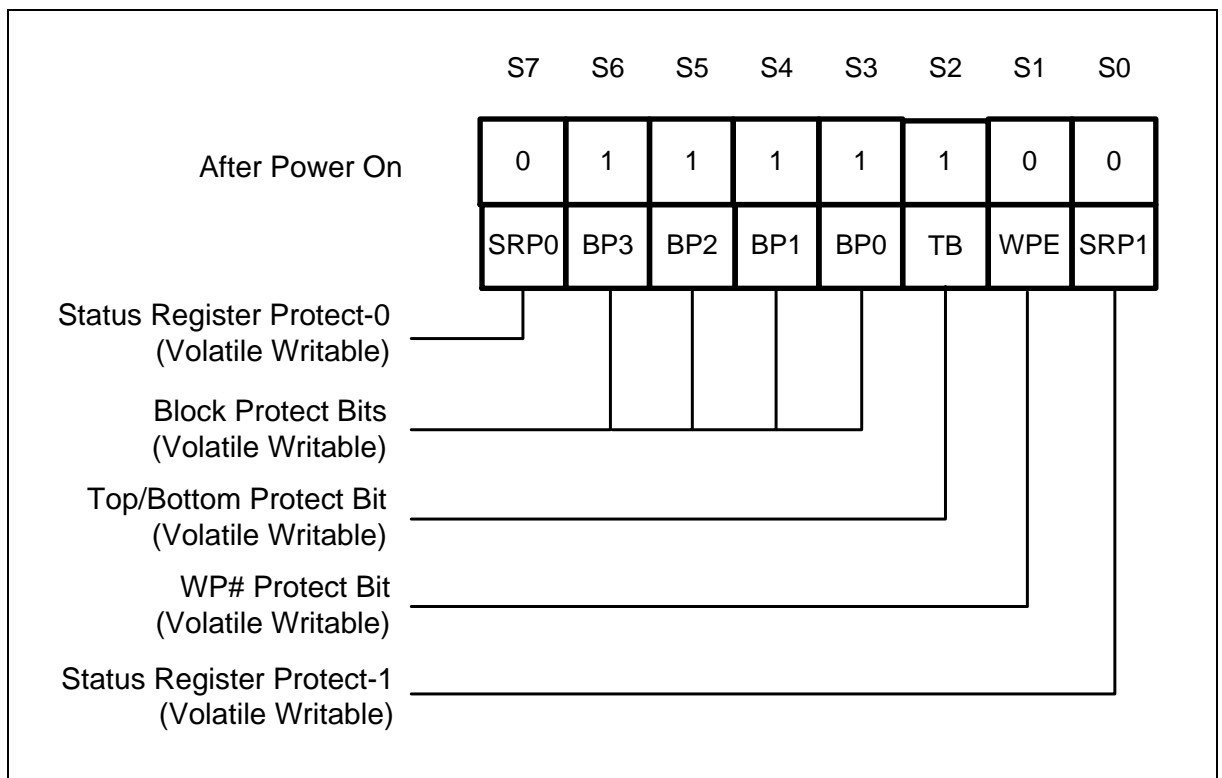 S7 S6 S5 S4 S3 S2 S1 S0
After Power On 0 1 1 1 1 1 0 0
SRP0 BP3 BP2 BP1 BP0 TB WPE SRP1
Status Register Protect-0
(Volatile Writable)
Block Protect Bits
(Volatile Writable)
Top/Bottom Protect Bit
(Volatile Writable)
WP# Protect Bit
(Volatile Writable)
Status Register Protect-1
(Volatile Writable)